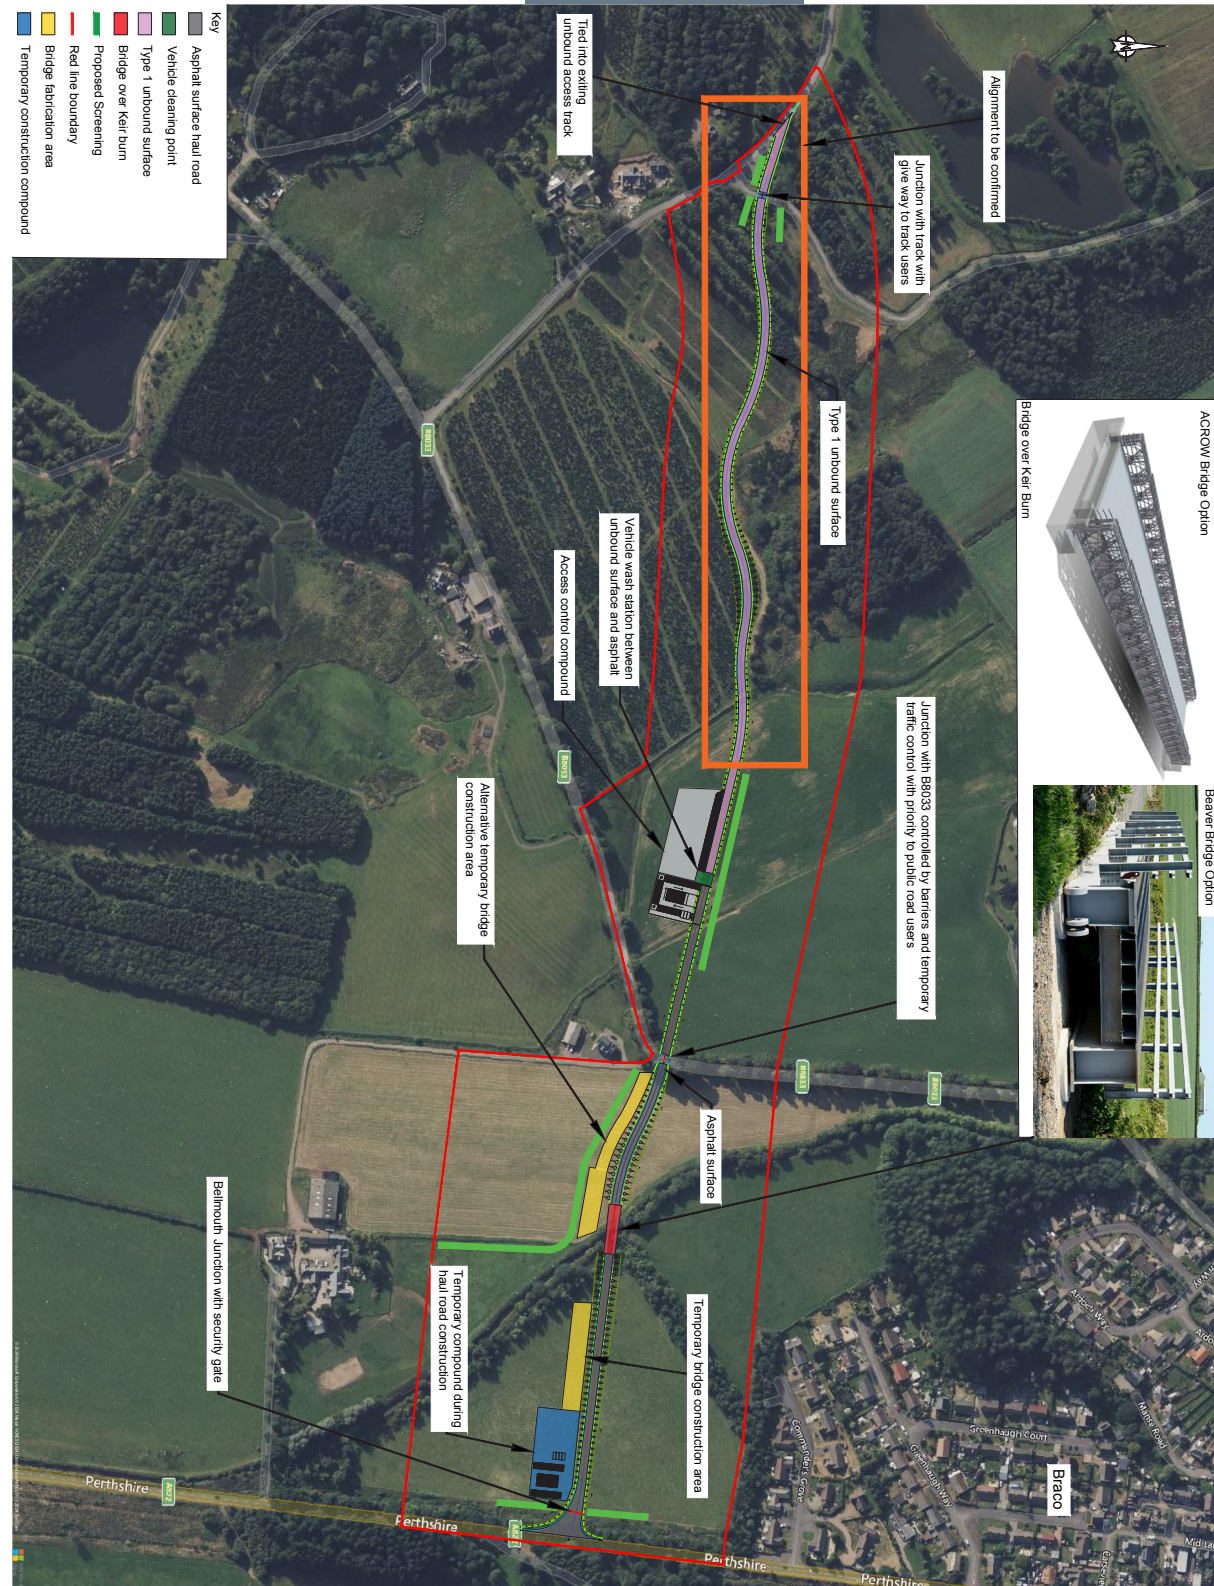 Key
Asphalt surface haul road
Vehicle cleaning point
Type 1 unbound surface
Bridge over Keir burn
Proposed Screening
Red line boundary
Bridge fabrication area
Temporary construction compound
Tied into exiting
unbound access track
Alignment to be confirmed
Junction with track with
give way to track users
Type 1 unbound surface
ACROW Bridge Option
Bridge over Keir Burn
Beaver Bridge Option
Vehicle wash station between
unbound surface and asphalt
Access control compound
Junction with B8033 controlled by barriers and temporary
traffic control with priority to public road users
Alternative temporary bridge
construction area
Asphalt surface
Bellmouth Junction with security gate
Temporary compound during
haul road construction
Temporary bridge construction area
B8033
B8033
B8033
B8033
Braco
Ardoch Way
Greenhaugh Court
Greenhaugh Way
Commanders Grove
Perthshire
A822
Perthshire
Perthshire
Perthshire